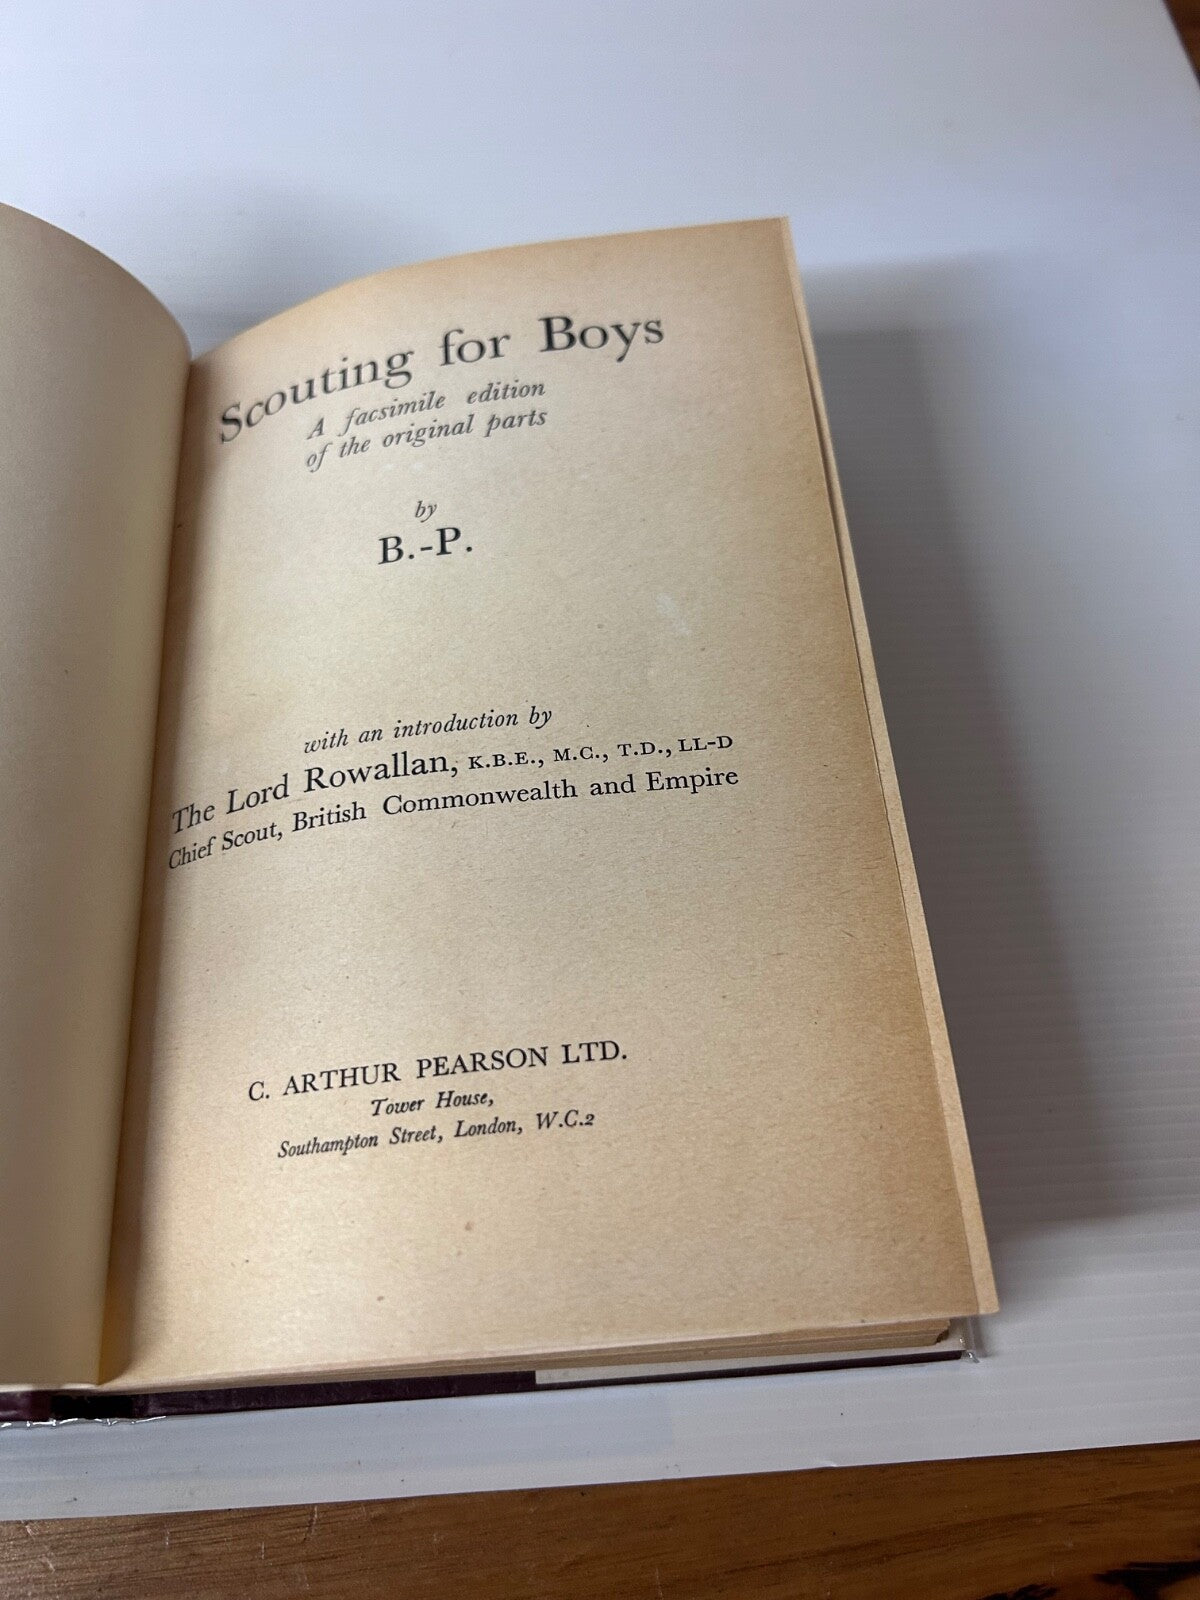 Scouting for Boys
A facsimile edition
of the original parts
by
B.-P.
with an introduction by
The Lord Rowallan, K.B.E., M.C., T.D., LL-D
Chief Scout, British Commonwealth and Empire
C. ARTHUR PEARSON LTD.
Tower House,
Southampton Street, London, W.C.2